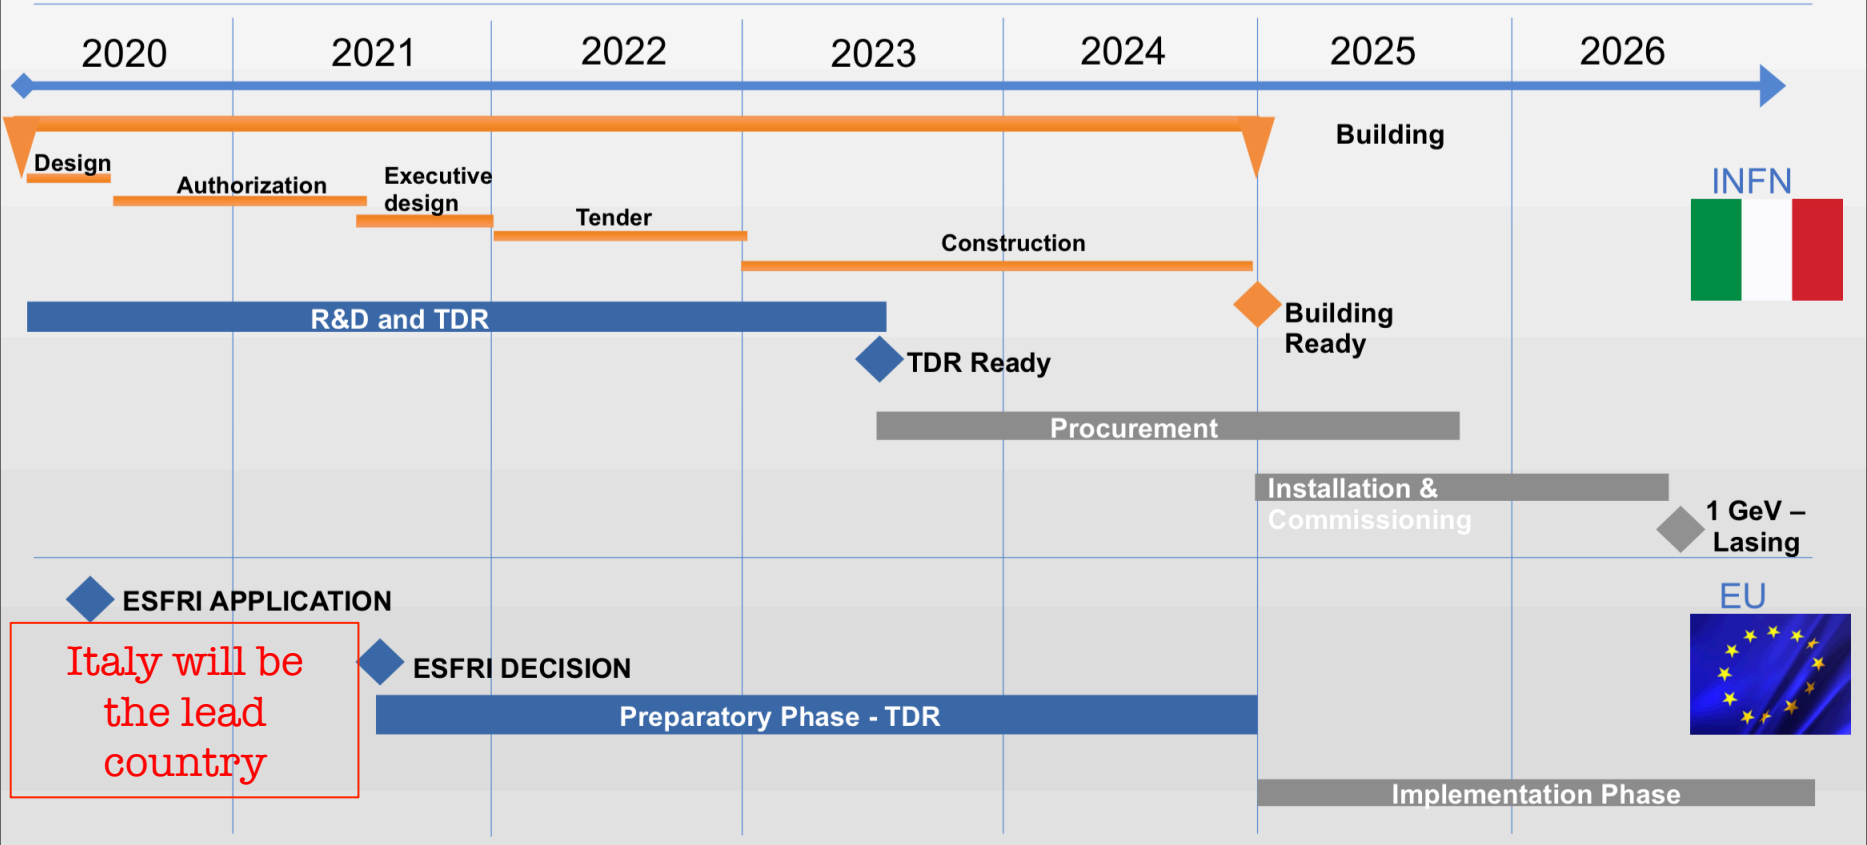 2020 2021 2022 2023 2024 2025 2026
Building
Design
Authorization
Executive
design
Tender
Construction
INFN
R&D and TDR
Building
Ready
TDR Ready
Procurement
Installation &
Commissioning
1 GeV –
Lasing
ESFRI APPLICATION
EU
Italy will be
the lead
country
ESFRI DECISION
Preparatory Phase - TDR
Implementation Phase